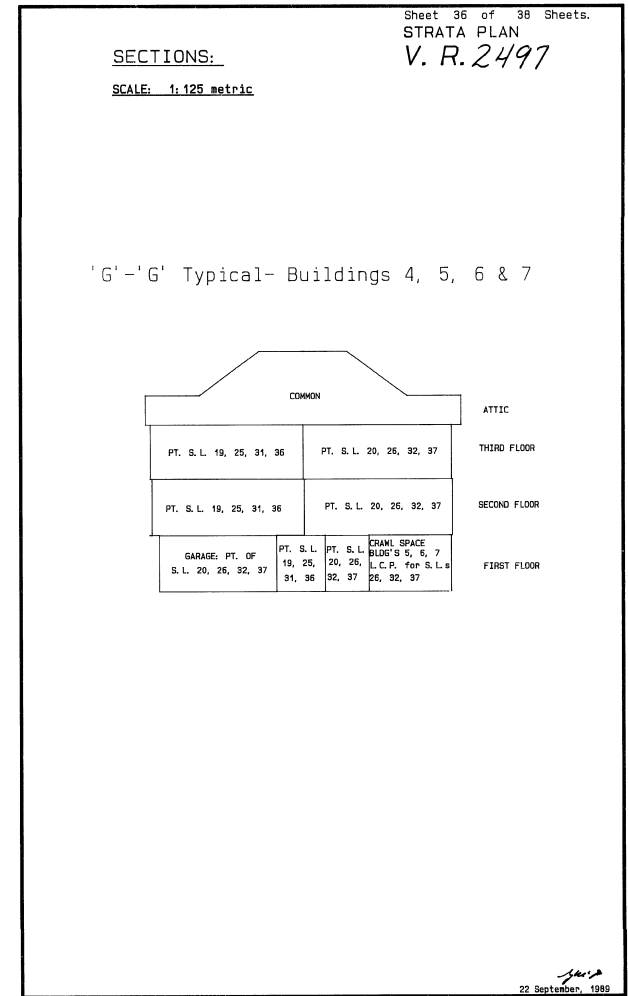 Sheet 36 of 38 Sheets.
STRATA PLAN
V. R. 2497
SECTIONS:
SCALE: 1:125 metric
'G'-'G' Typical- Buildings 4, 5, 6 & 7
COMMON
ATTIC
PT. S.L. 19, 25, 31, 36
PT. S.L. 20, 26, 32, 37
THIRD FLOOR
PT. S.L. 19, 25, 31, 36
PT. S.L. 20, 26, 32, 37
SECOND FLOOR
GARAGE: PT. OF
S.L. 20, 26, 32, 37
PT. S.L.
19, 25,
31, 36
PT. S.L.
20, 26,
32, 37
CRAWL SPACE
BLDG'S 5, 6, 7
L.C.P. for S.L.s
26, 32, 37
FIRST FLOOR
22 September, 1989